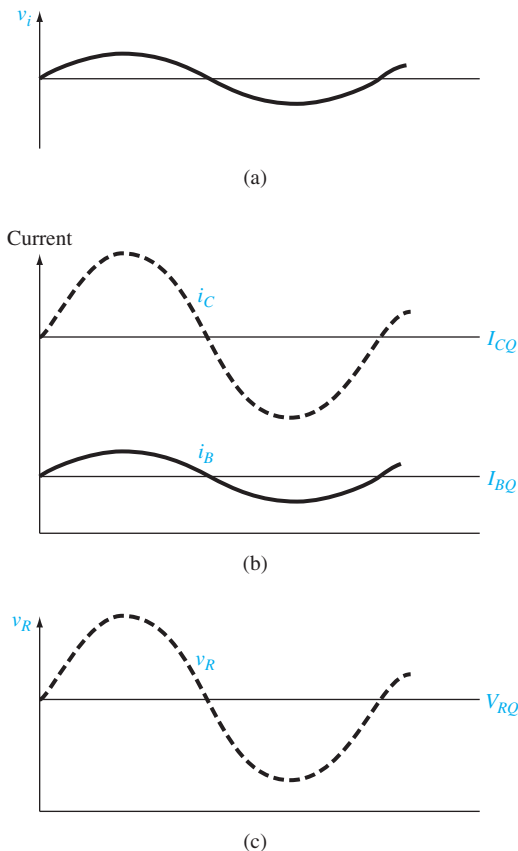 v_i
(a)
Current
i_C
I_CQ
i_B
I_BQ
(b)
v_R
v_R
V_RQ
(c)